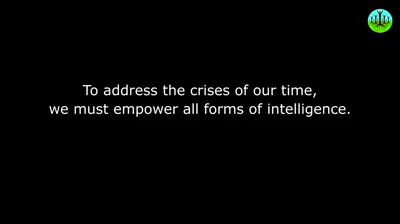 To address the crises of our time,
we must empower all forms of intelligence.